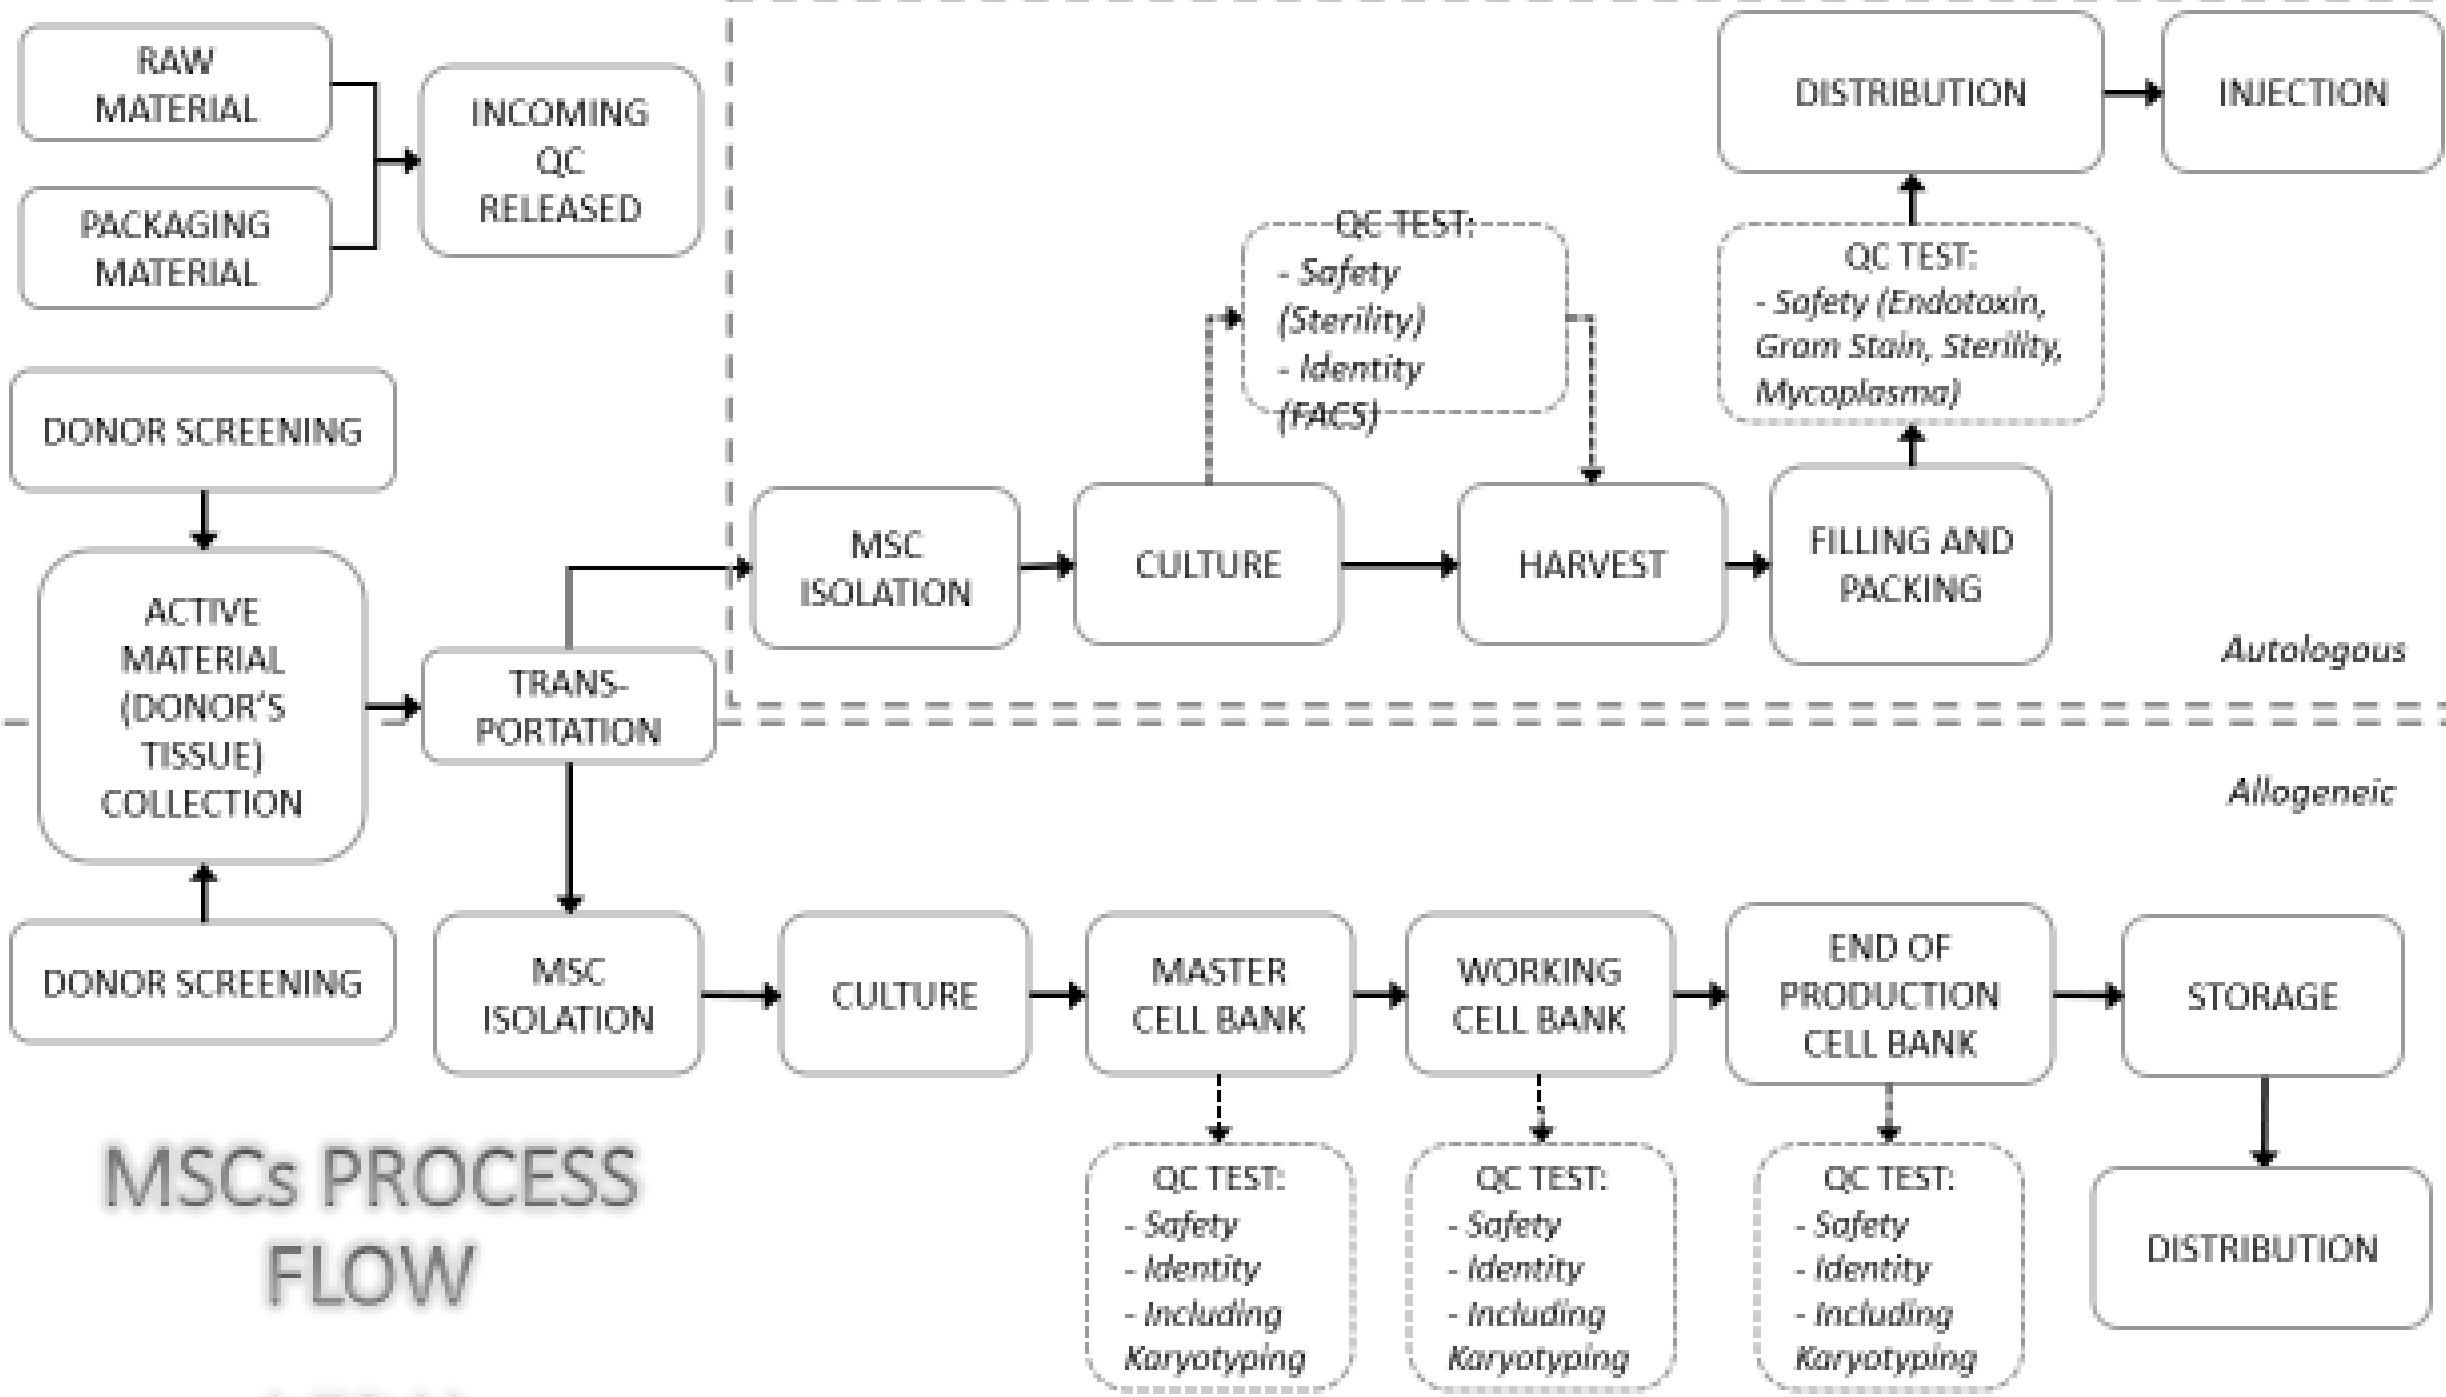 RAW
MATERIAL
PACKAGING
MATERIAL
INCOMING
QC
RELEASED
DONOR SCREENING
ACTIVE
MATERIAL
(DONOR'S
TISSUE)
COLLECTION
DONOR SCREENING
TRANS-
PORTATION
MSC
ISOLATION
CULTURE
QC TEST:
- Safety
(Sterility)
- Identity
(FACS)
HARVEST
FILLING AND
PACKING
QC TEST:
- Safety (Endotoxin,
Gram Stain, Sterility,
Mycoplasma)
DISTRIBUTION
INJECTION
Autologous
Allogeneic
MSC
ISOLATION
CULTURE
MASTER
CELL BANK
WORKING
CELL BANK
END OF
PRODUCTION
CELL BANK
STORAGE
QC TEST:
- Safety
- Identity
- Including
Karyotyping
QC TEST:
- Safety
- Identity
- Including
Karyotyping
QC TEST:
- Safety
- Identity
- Including
Karyotyping
DISTRIBUTION
MSCs PROCESS
FLOW